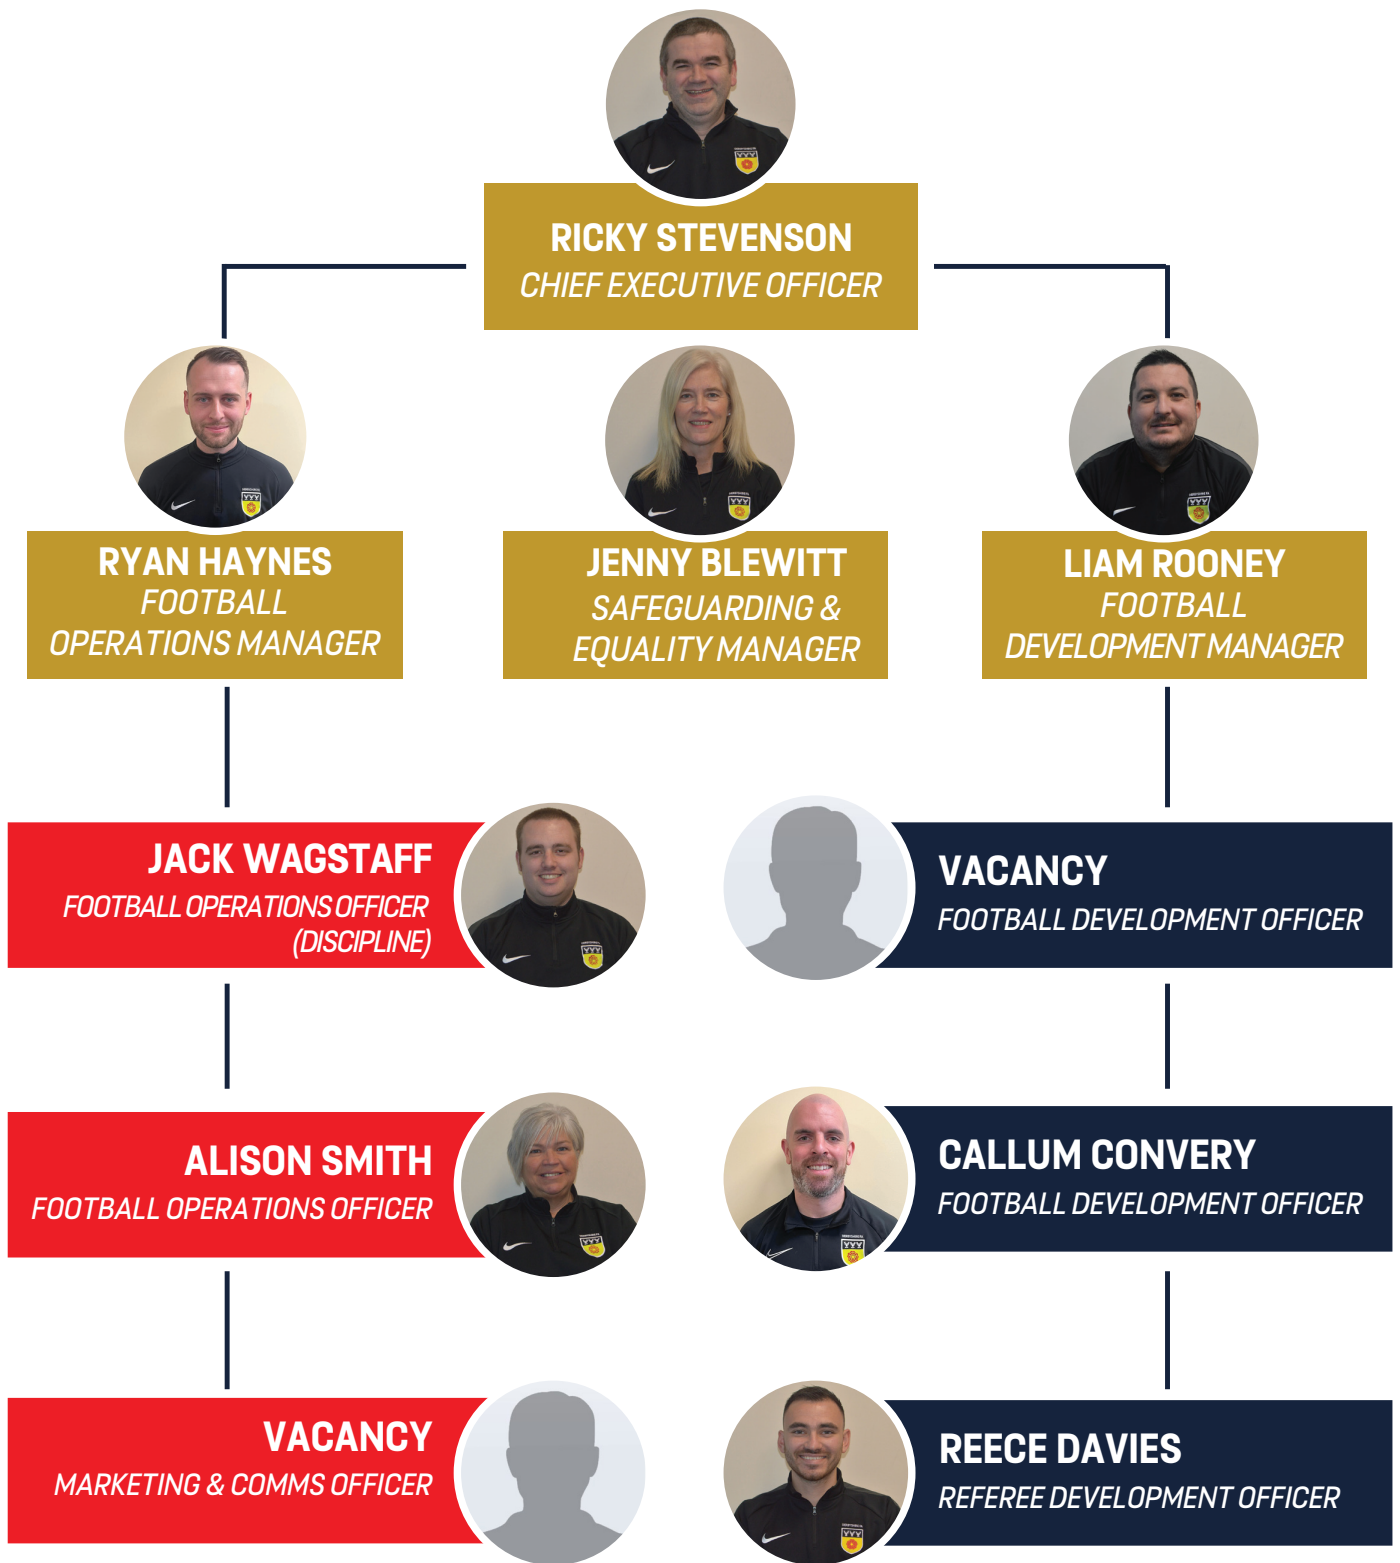 RICKY STEVENSON
CHIEF EXECUTIVE OFFICER
RYAN HAYNES
FOOTBALL
OPERATIONS MANAGER
JENNY BLEWITT
SAFEGUARDING &
EQUALITY MANAGER
LIAM ROONEY
FOOTBALL
DEVELOPMENT MANAGER
JACK WAGSTAFF
FOOTBALL OPERATIONS OFFICER
(DISCIPLINE)
VACANCY
FOOTBALL DEVELOPMENT OFFICER
ALISON SMITH
FOOTBALL OPERATIONS OFFICER
CALLUM CONVERY
FOOTBALL DEVELOPMENT OFFICER
VACANCY
MARKETING & COMMS OFFICER
REECE DAVIES
REFEREE DEVELOPMENT OFFICER